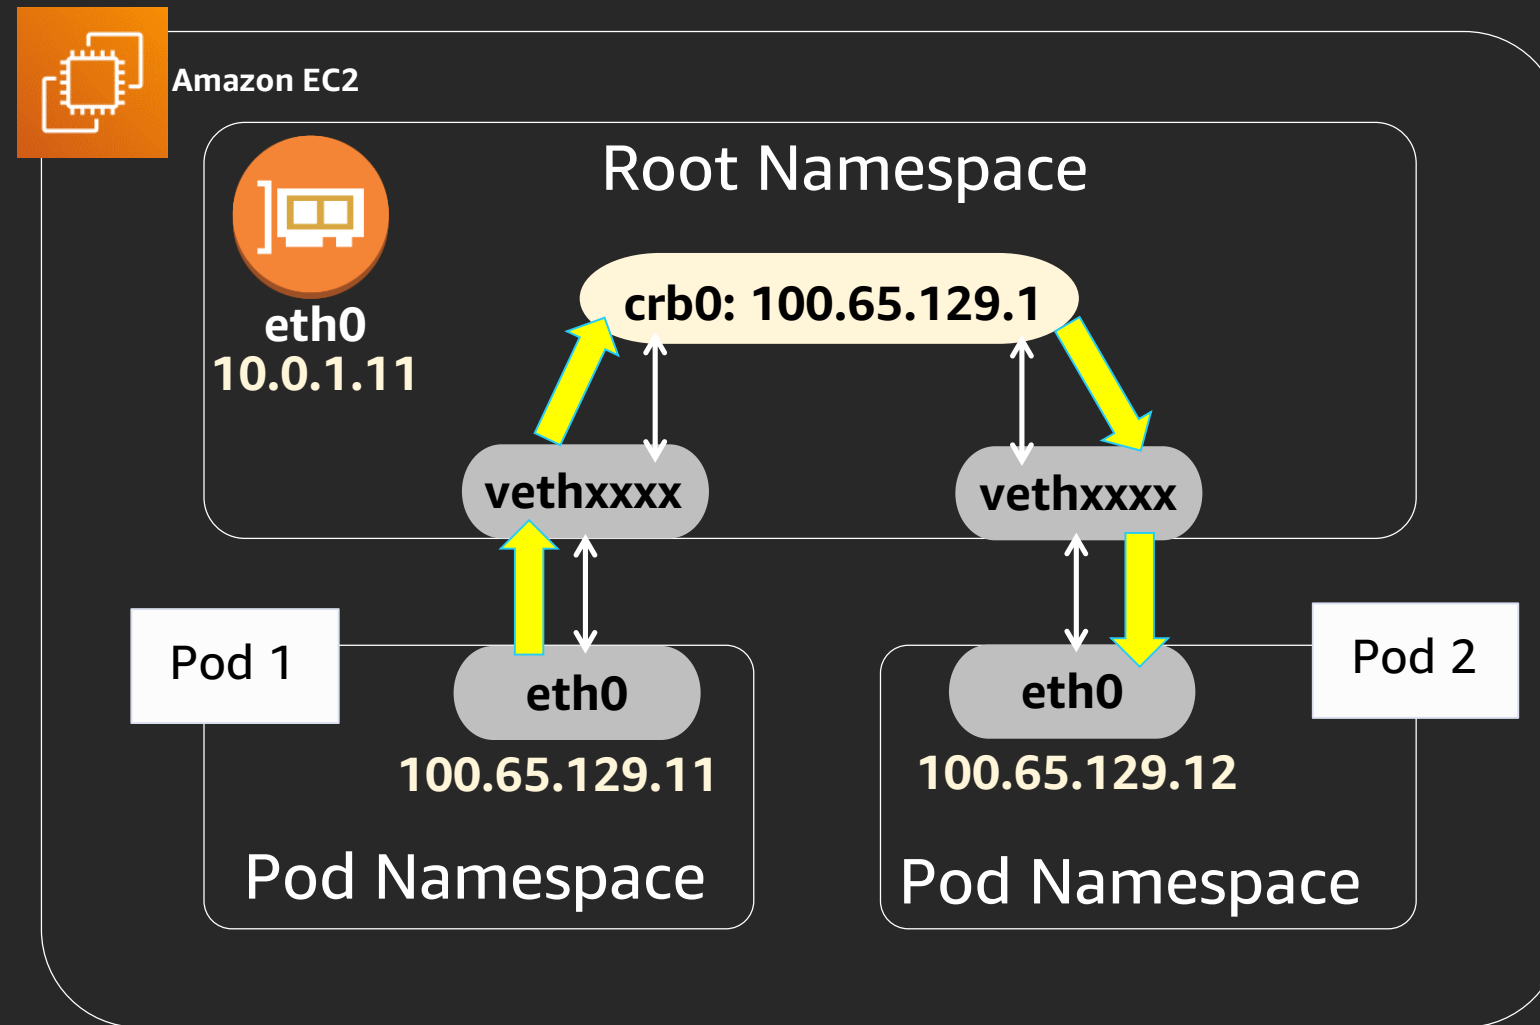 Amazon EC2
Root Namespace
eth0
10.0.1.11
crb0: 100.65.129.1
vethxxxx
vethxxxx
Pod 1
eth0
100.65.129.11
Pod Namespace
Pod 2
eth0
100.65.129.12
Pod Namespace